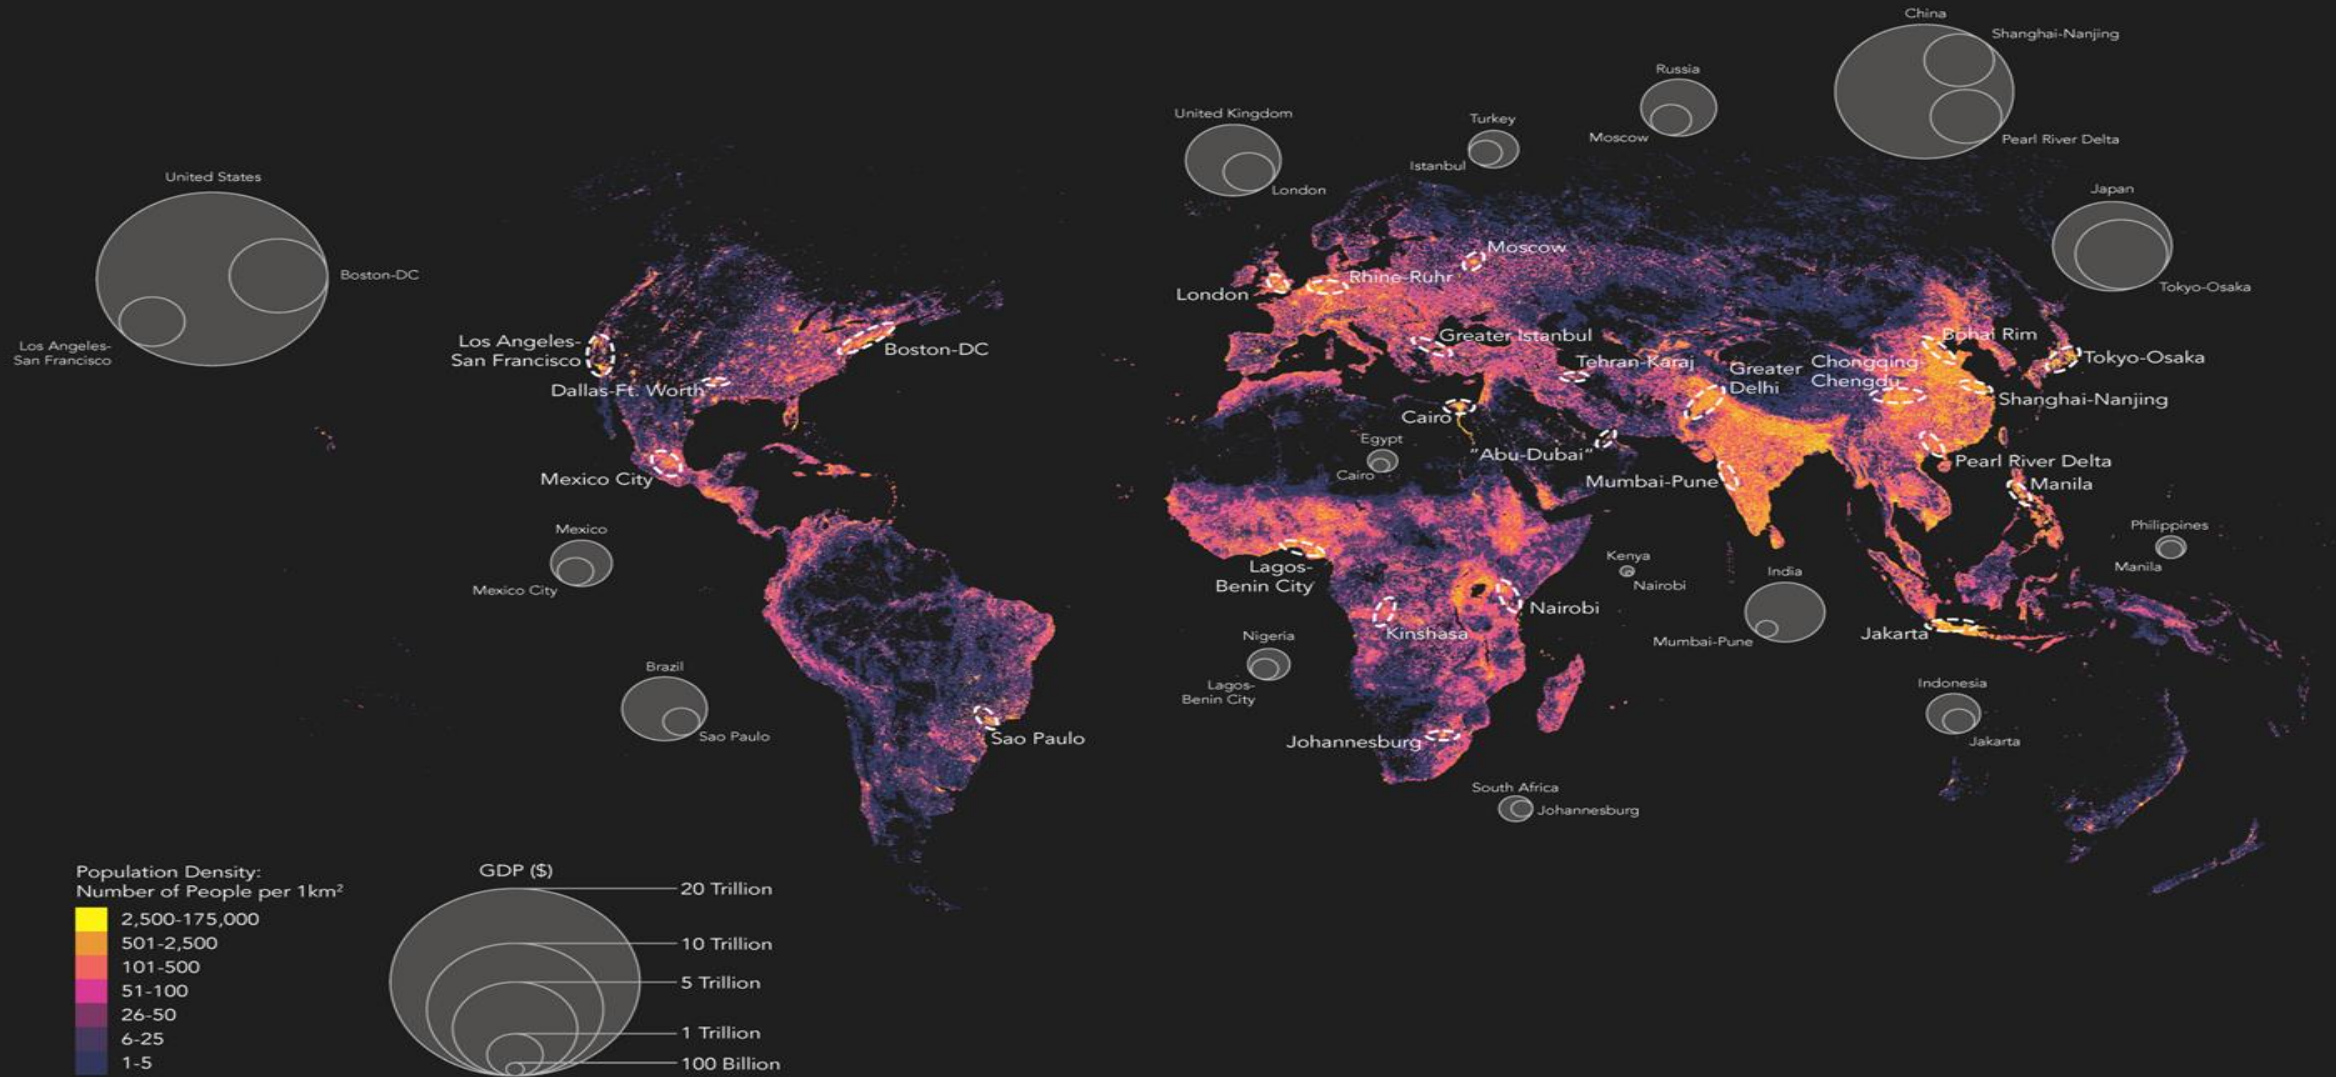 China
Shanghai-Nanjing
Pearl River Delta
Russia
Moscow
United Kingdom
London
Turkey
Istanbul
United States
Boston-DC
Los Angeles-
San Francisco
Japan
Tokyo-Osaka
Moscow
Rhine-Ruhr
London
Los Angeles-
San Francisco
Boston-DC
Dallas-Ft. Worth
Greater Istanbul
Tehran-Karaj
Greater
Delhi
Chongqing
Chengdu
Bohai Rim
Tokyo-Osaka
Shanghai-Nanjing
Cairo
Egypt
Cairo
"Abu-Dubai"
Mumbai-Pune
Pearl River Delta
Manila
Mexico City
Mexico
Mexico City
Philippines
Manila
Lagos-
Benin City
Kenya
Nairobi
Nairobi
Kinshasa
India
Mumbai-Pune
Jakarta
Nigeria
Lagos-
Benin City
Brazil
Sao Paulo
Sao Paulo
Indonesia
Jakarta
Johannesburg
South Africa
Johannesburg
Population Density:
Number of People per 1km²
2,500-175,000
501-2,500
101-500
51-100
26-50
6-25
1-5
GDP ($)
20 Trillion
10 Trillion
5 Trillion
1 Trillion
100 Billion